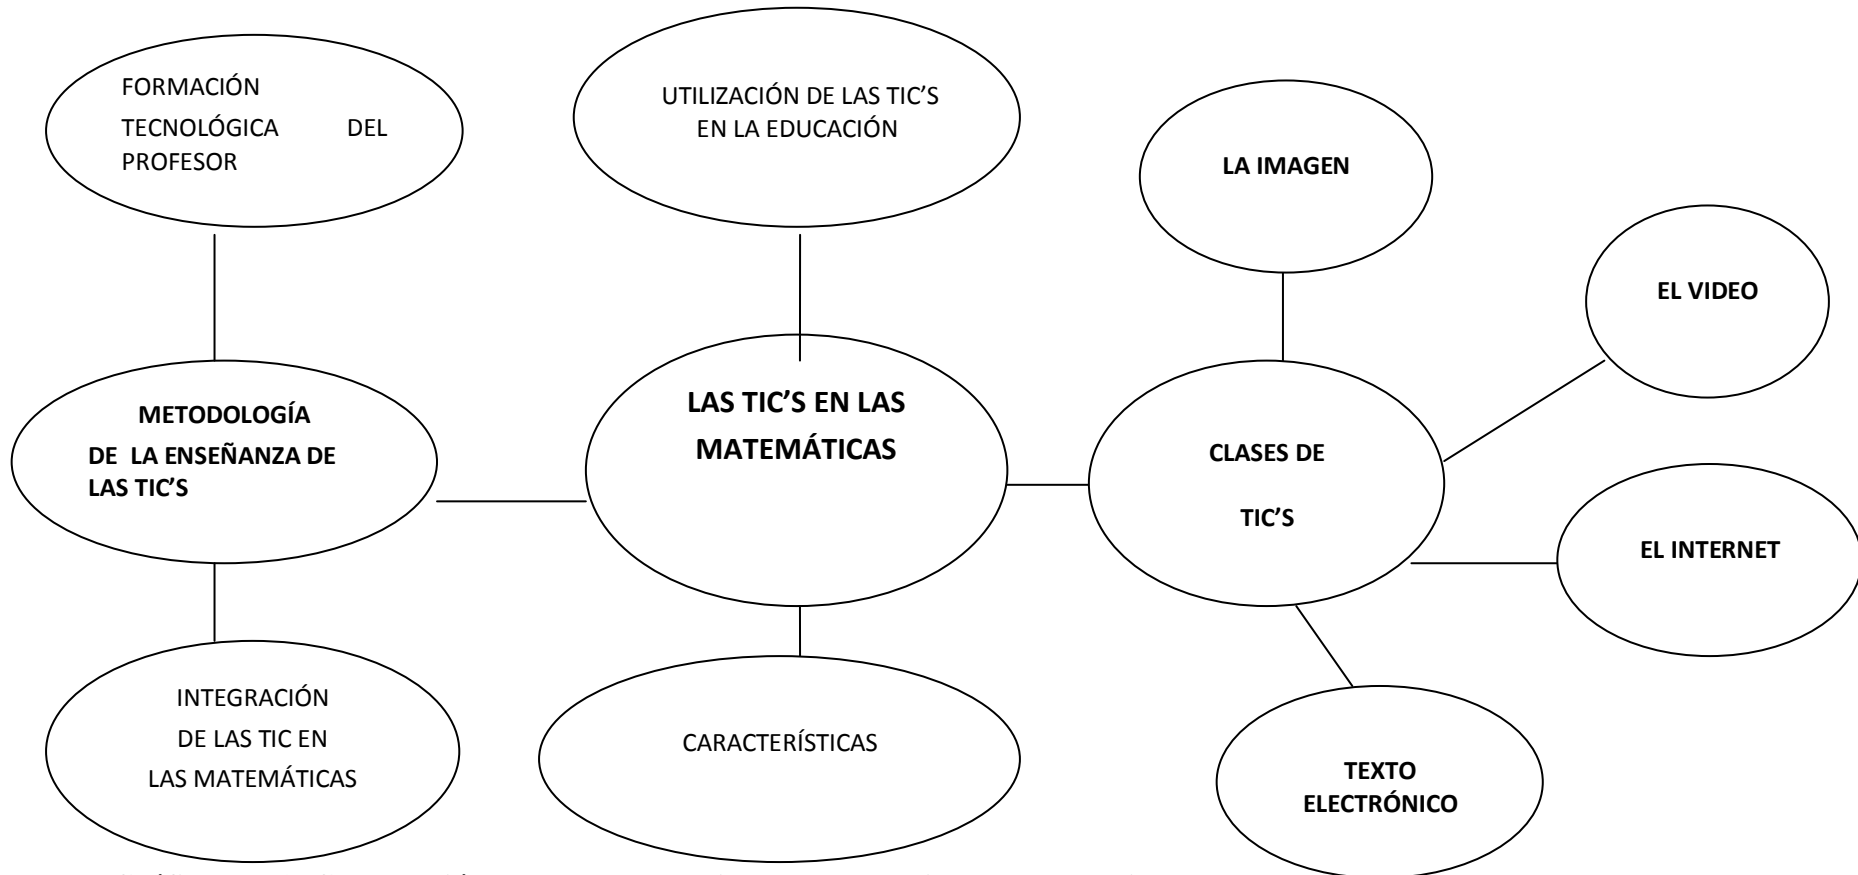 FORMACIÓN
TECNOLÓGICA DEL
PROFESOR
UTILIZACIÓN DE LAS TIC’S
EN LA EDUCACIÓN
LA IMAGEN
EL VIDEO
METODOLOGÍA
DE LA ENSEÑANZA DE
LAS TIC’S
LAS TIC’S EN LAS
MATEMÁTICAS
CLASES DE
TIC’S
EL INTERNET
INTEGRACIÓN
DE LAS TIC EN
LAS MATEMÁTICAS
CARACTERÍSTICAS
TEXTO
ELECTRÓNICO